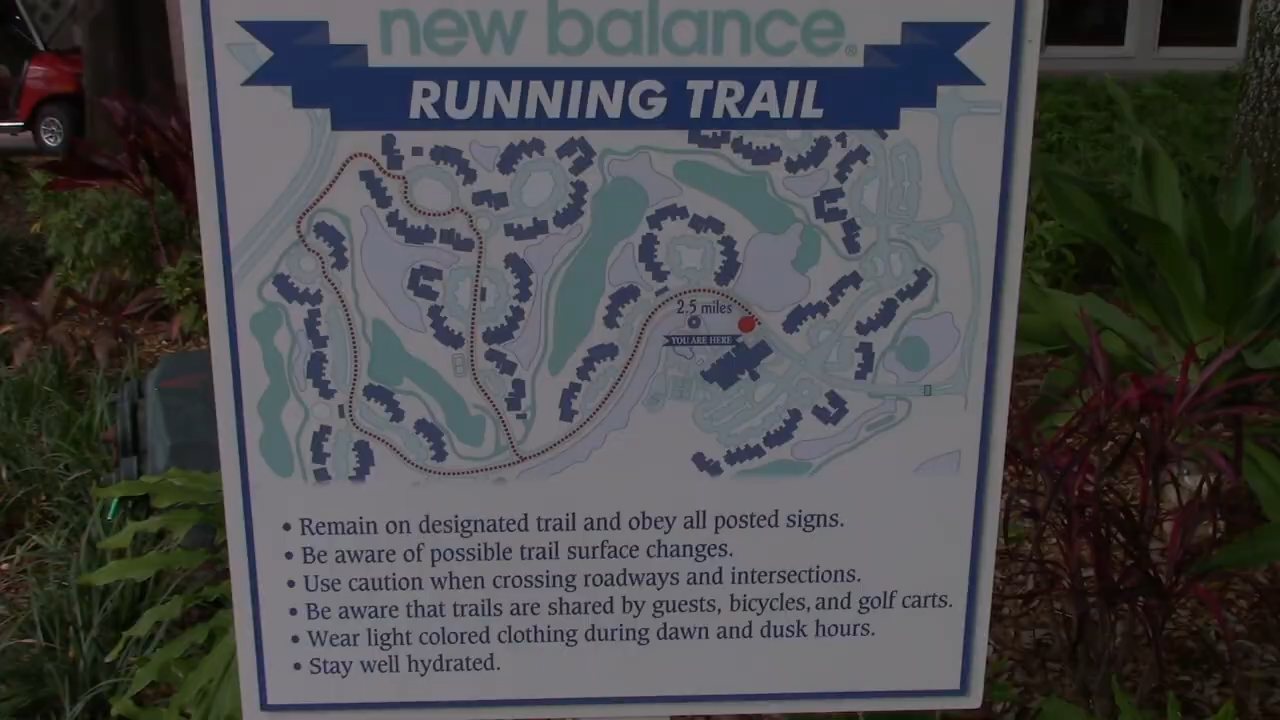 new balance®
RUNNING TRAIL
2.5 miles
YOU ARE HERE
• Remain on designated trail and obey all posted signs.
• Be aware of possible trail surface changes.
• Use caution when crossing roadways and intersections.
• Be aware that trails are shared by guests, bicycles, and golf carts.
• Wear light colored clothing during dawn and dusk hours.
• Stay well hydrated.